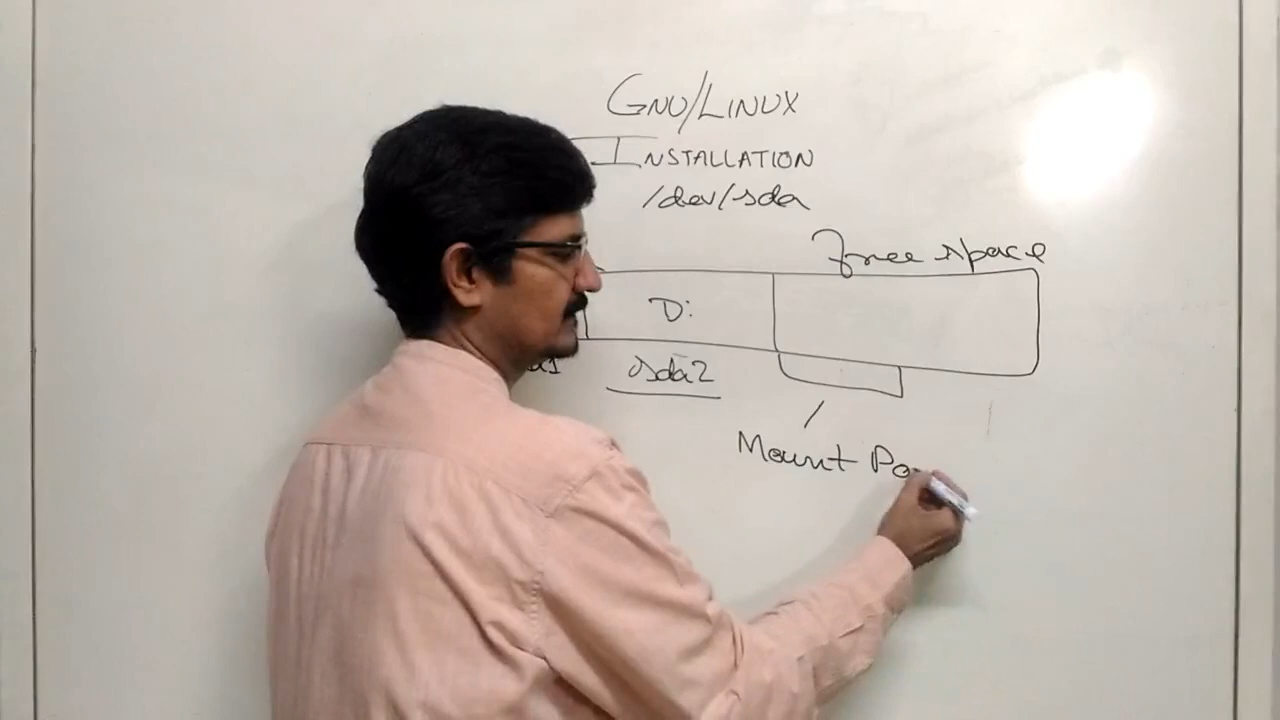 GNU/LINUX
INSTALLATION
/dev/sda
Free space
D:
sda2
/
Mount Po